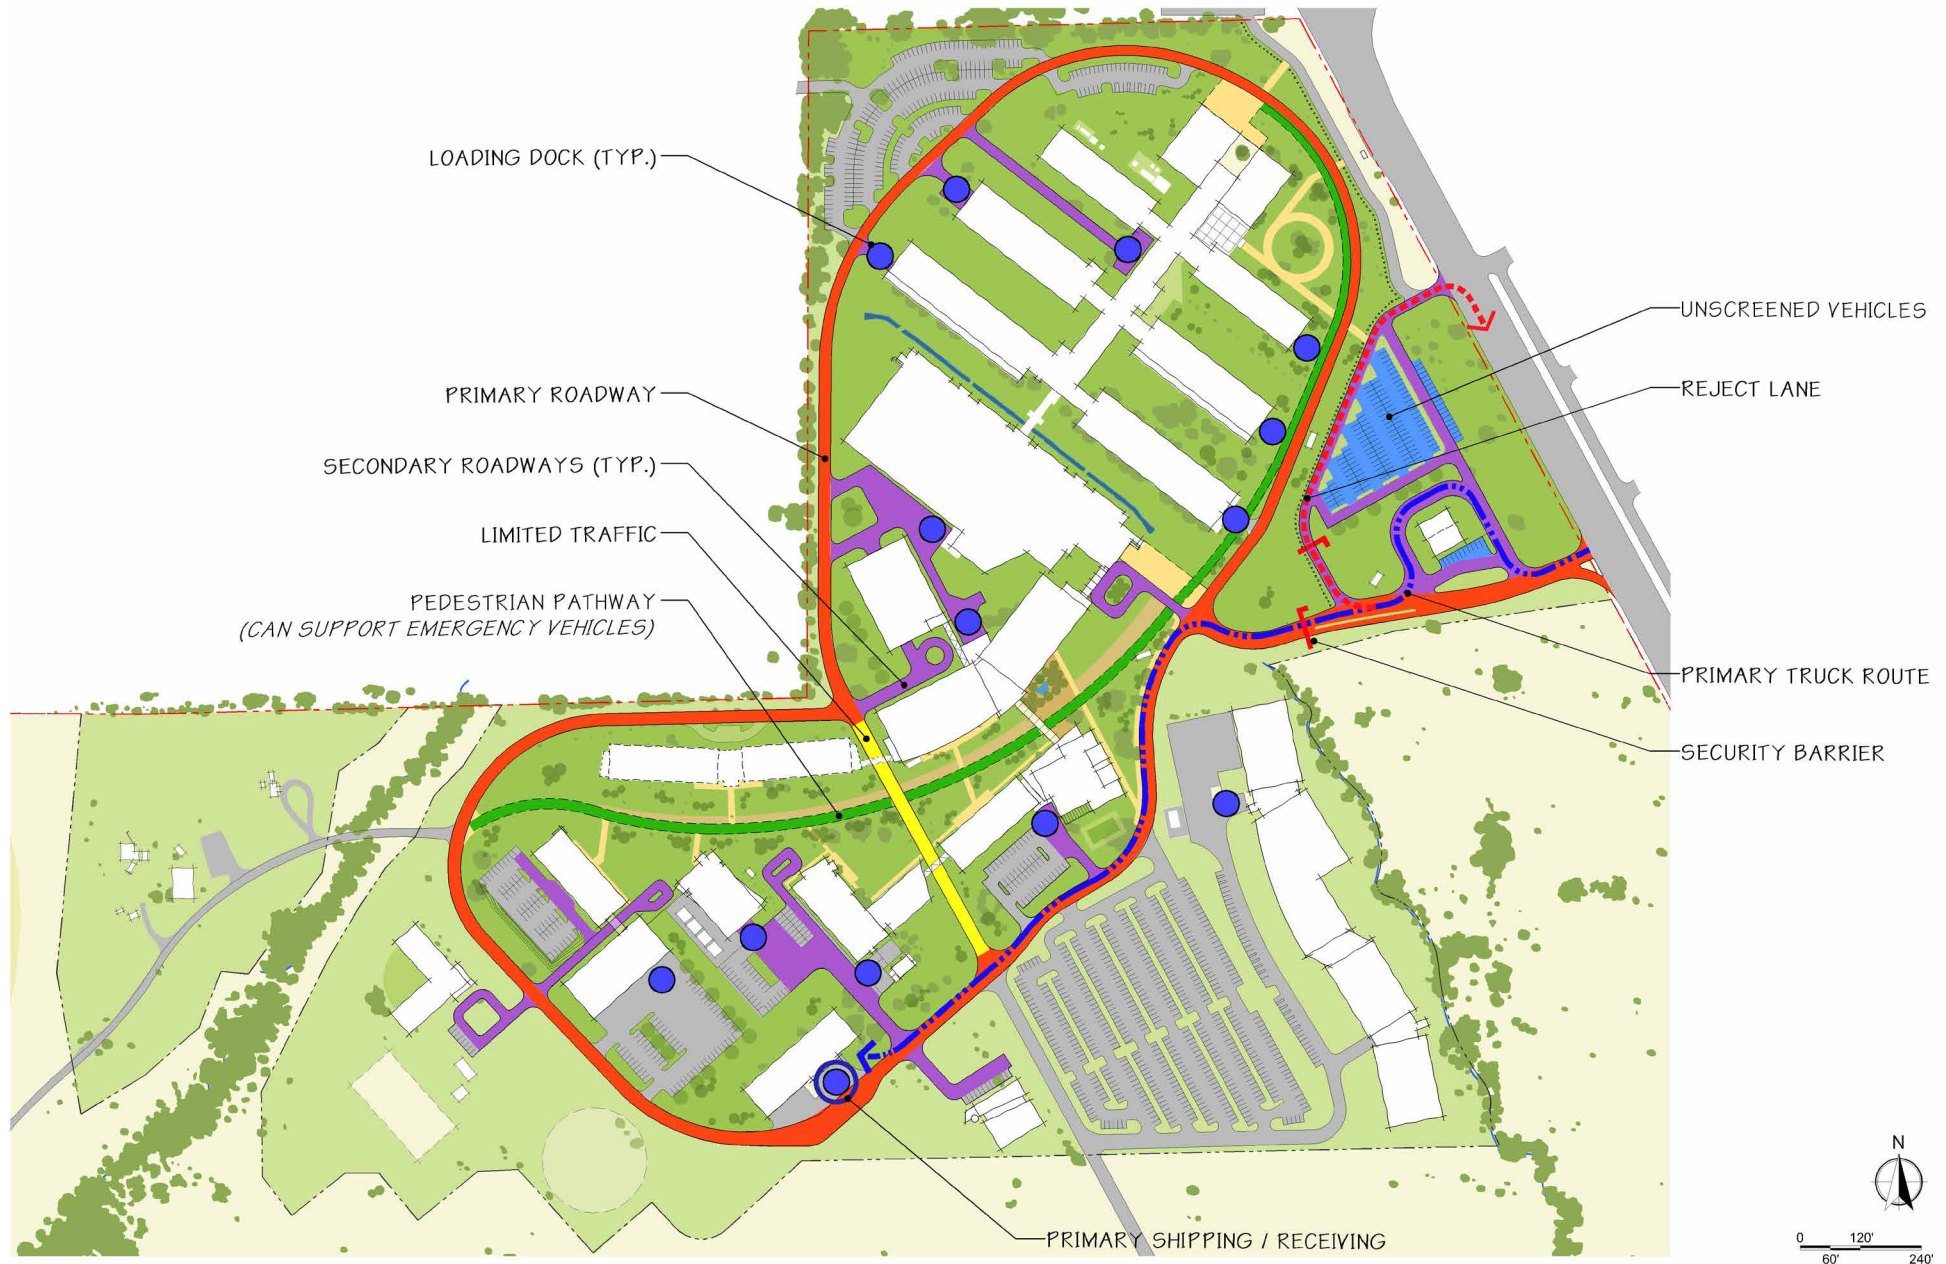 LOADING DOCK (TYP.)
PRIMARY ROADWAY
SECONDARY ROADWAYS (TYP.)
LIMITED TRAFFIC
PEDESTRIAN PATHWAY
(CAN SUPPORT EMERGENCY VEHICLES)
UNSCREENED VEHICLES
REJECT LANE
PRIMARY TRUCK ROUTE
SECURITY BARRIER
PRIMARY SHIPPING / RECEIVING
N
0 120'
60' 240'